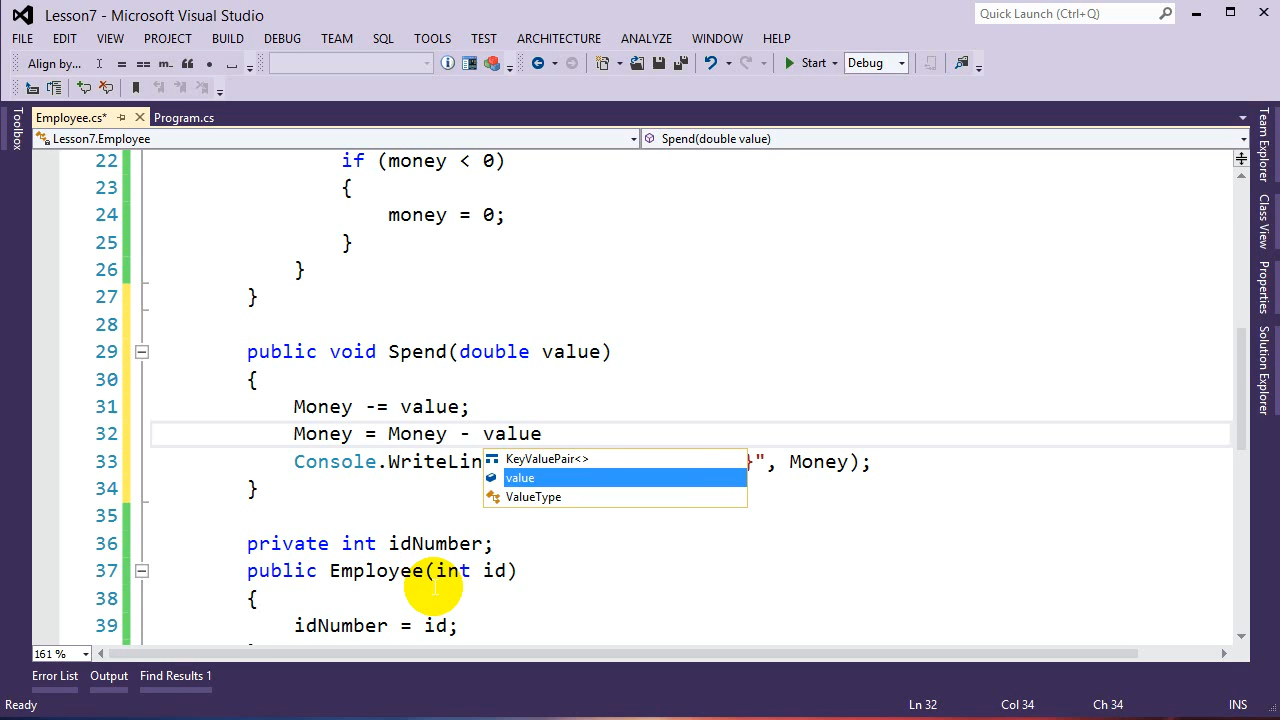 Lesson7 - Microsoft Visual Studio
Quick Launch (Ctrl+Q)
FILE EDIT VIEW PROJECT BUILD DEBUG TEAM SQL TOOLS TEST ARCHITECTURE ANALYZE WINDOW HELP
Align by... = == m_ Start Debug
Employee.cs* Program.cs
Lesson7.Employee Spend(double value)
Toolbox
22 if (money < 0)
23 {
24 money = 0;
25 }
26 }
27 }
28
29 public void Spend(double value)
30 {
31 Money -= value;
32 Money = Money - value
33 Console.WriteLin }", Money);
KeyValuePair<>
value
ValueType
34 }
35
36 private int idNumber;
37 public Employee(int id)
38 {
39 idNumber = id;
Team Explorer
Class View
Properties
Solution Explorer
161 %
Error List Output Find Results 1
Ready Ln 32 Col 34 Ch 34 INS